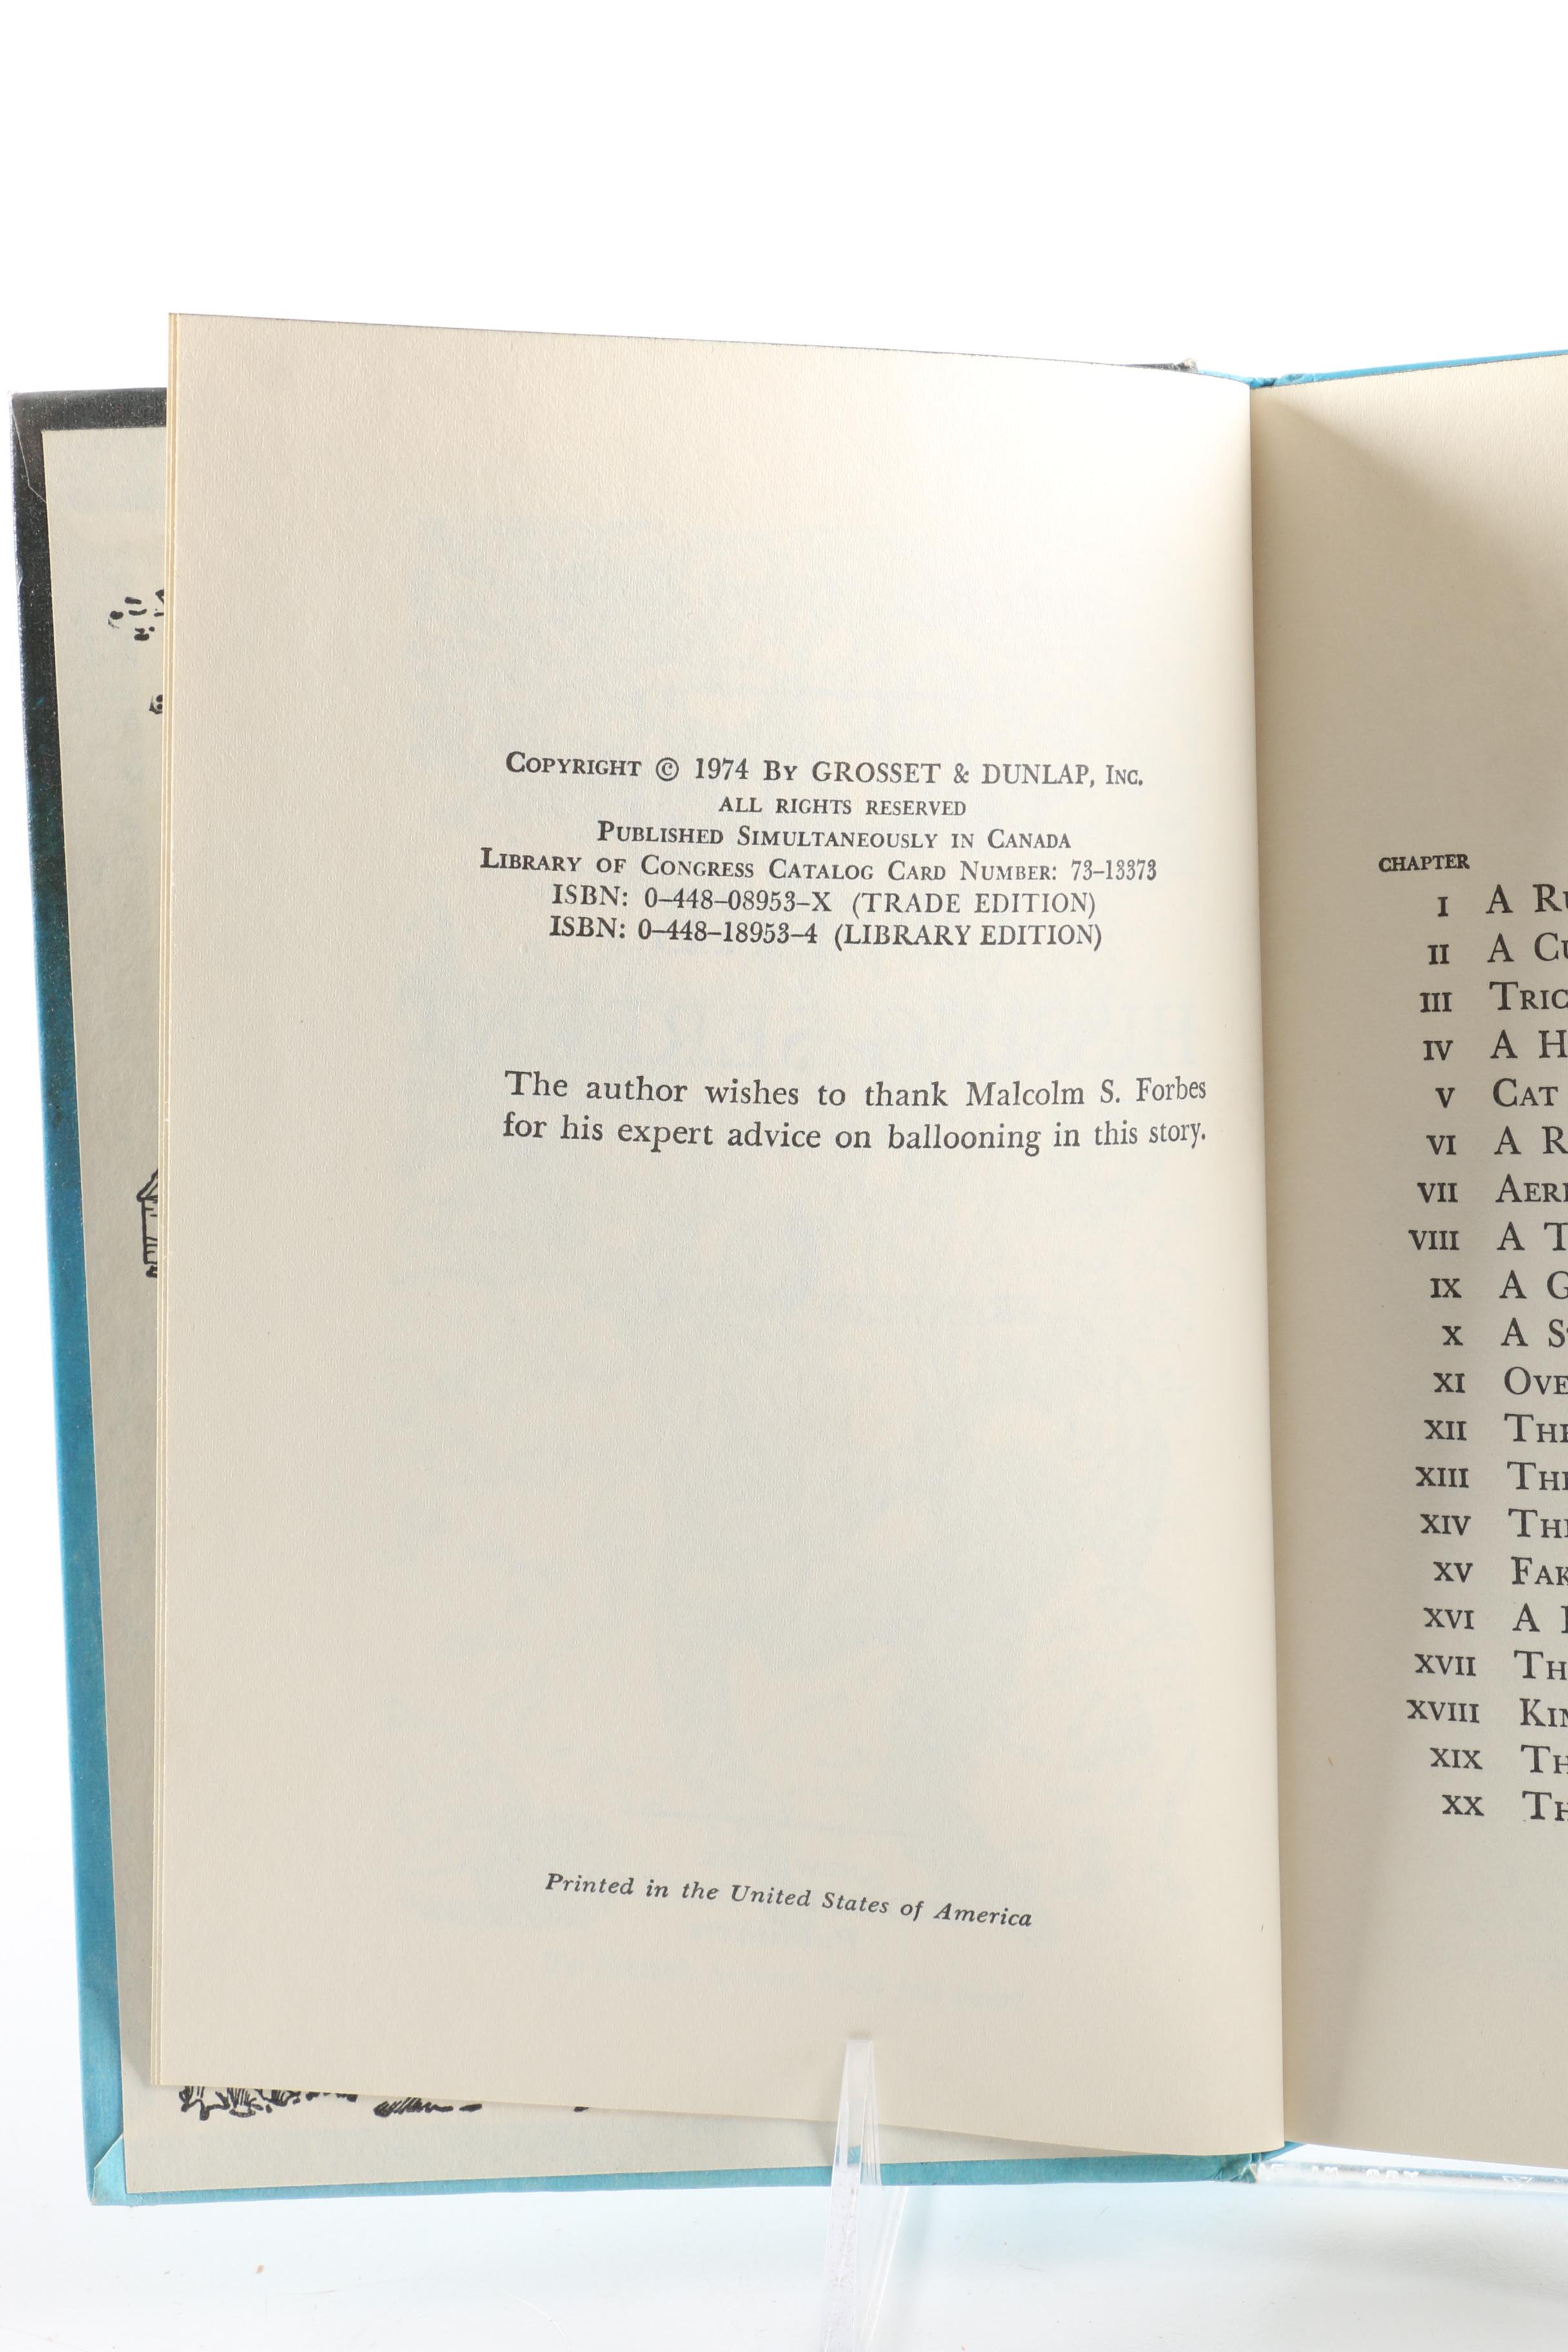 Copyright © 1974 By GROSSET & DUNLAP, Inc.
ALL RIGHTS RESERVED
Published Simultaneously in Canada
Library of Congress Catalog Card Number: 73–13373
ISBN: 0–448–08953–X (TRADE EDITION)
ISBN: 0–448–18953–4 (LIBRARY EDITION)
The author wishes to thank Malcolm S. Forbes
for his expert advice on ballooning in this story.
Printed in the United States of America
CHAPTER
I A
II A
III
IV A
V Cat
VI A
VII
VIII A
IX A
X A
XI
XII
XIII
XIV
XV
XVI A
XVII
XVIII
XIX
XX